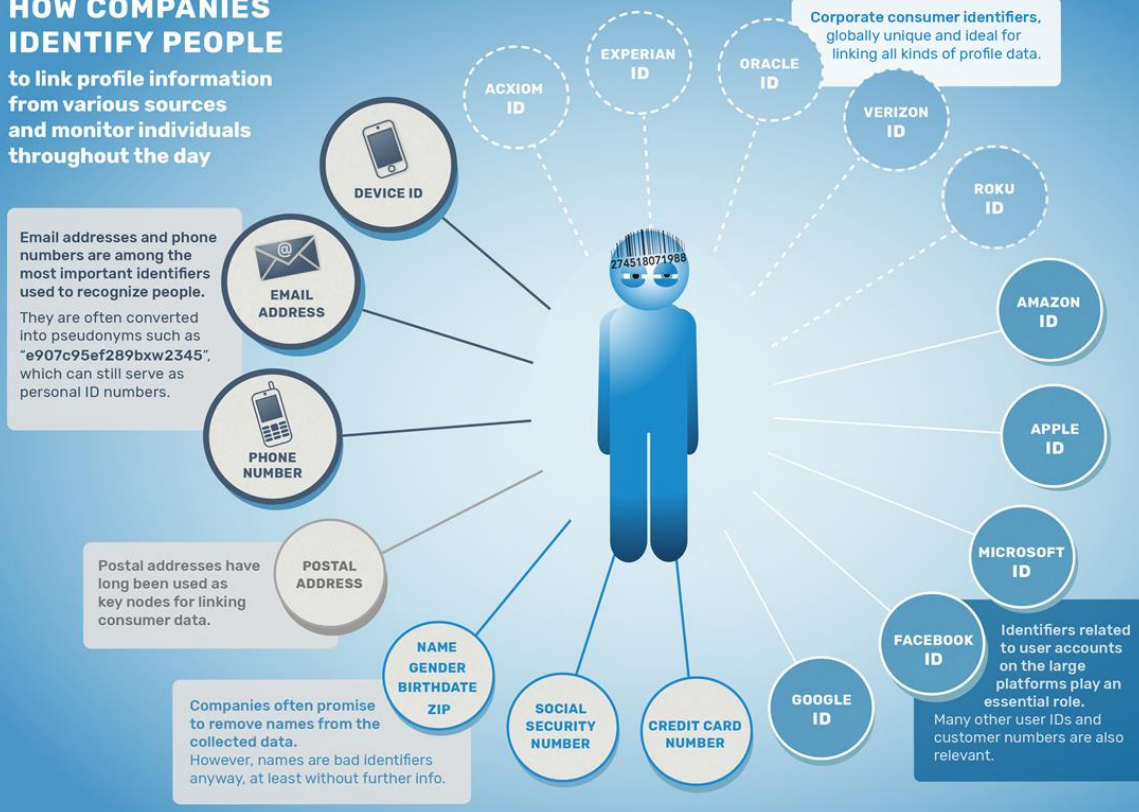 HOW COMPANIES
IDENTIFY PEOPLE
to link profile information
from various sources
and monitor individuals
throughout the day
Corporate consumer identifiers,
globally unique and ideal for
linking all kinds of profile data.
ACXIOM
ID
EXPERIAN
ID
ORACLE
ID
VERIZON
ID
ROKU
ID
AMAZON
ID
APPLE
ID
MICROSOFT
ID
FACEBOOK
ID
GOOGLE
ID
Identifiers related
to user accounts
on the large
platforms play an
essential role.
Many other user IDs and
customer numbers are also
relevant.
DEVICE ID
@
EMAIL
ADDRESS
PHONE
NUMBER
Email addresses and phone
numbers are among the
most important identifiers
used to recognize people.
They are often converted
into pseudonyms such as
“e907c95ef289bxw2345”,
which can still serve as
personal ID numbers.
274518071988
POSTAL
ADDRESS
Postal addresses have
long been used as
key nodes for linking
consumer data.
NAME
GENDER
BIRTHDATE
ZIP
Companies often promise
to remove names from the
collected data.
However, names are bad identifiers
anyway, at least without further info.
SOCIAL
SECURITY
NUMBER
CREDIT CARD
NUMBER